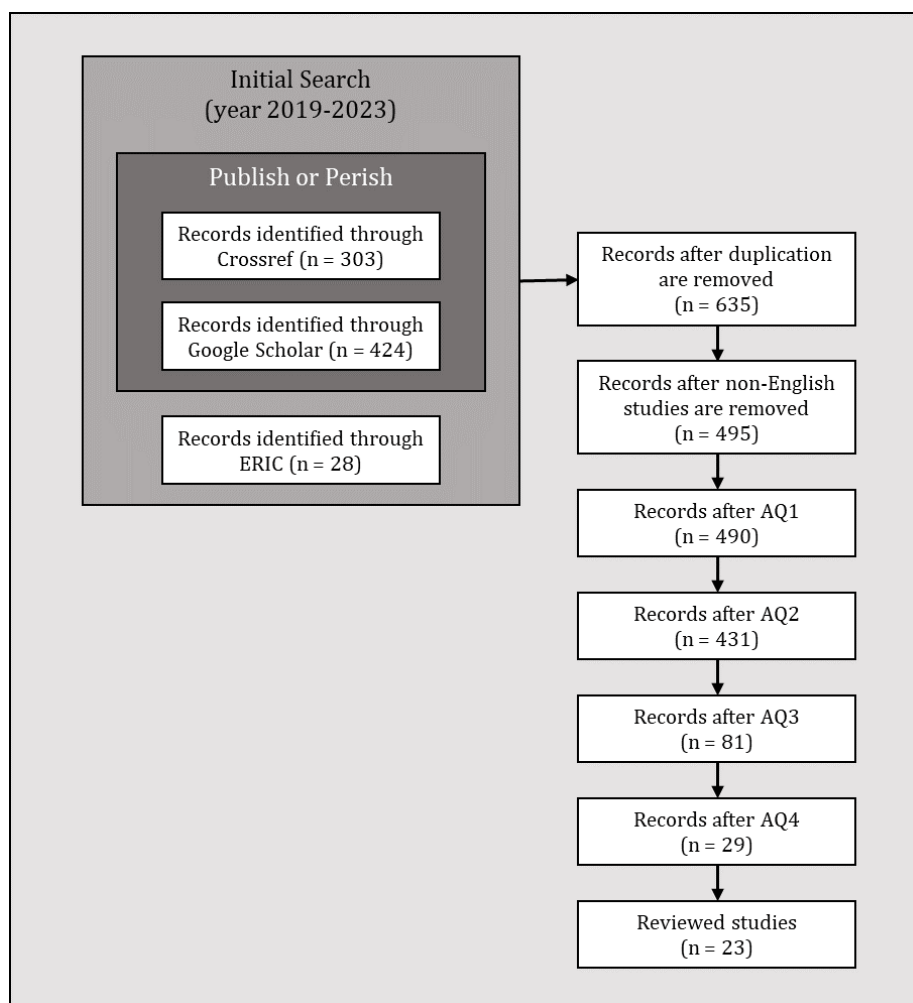 Initial Search
(year 2019-2023)
Publish or Perish
Records identified through
Crossref (n = 303)
Records identified through
Google Scholar (n = 424)
Records identified through
ERIC (n = 28)
Records after duplication
are removed
(n = 635)
Records after non-English
studies are removed
(n = 495)
Records after AQ1
(n = 490)
Records after AQ2
(n = 431)
Records after AQ3
(n = 81)
Records after AQ4
(n = 29)
Reviewed studies
(n = 23)